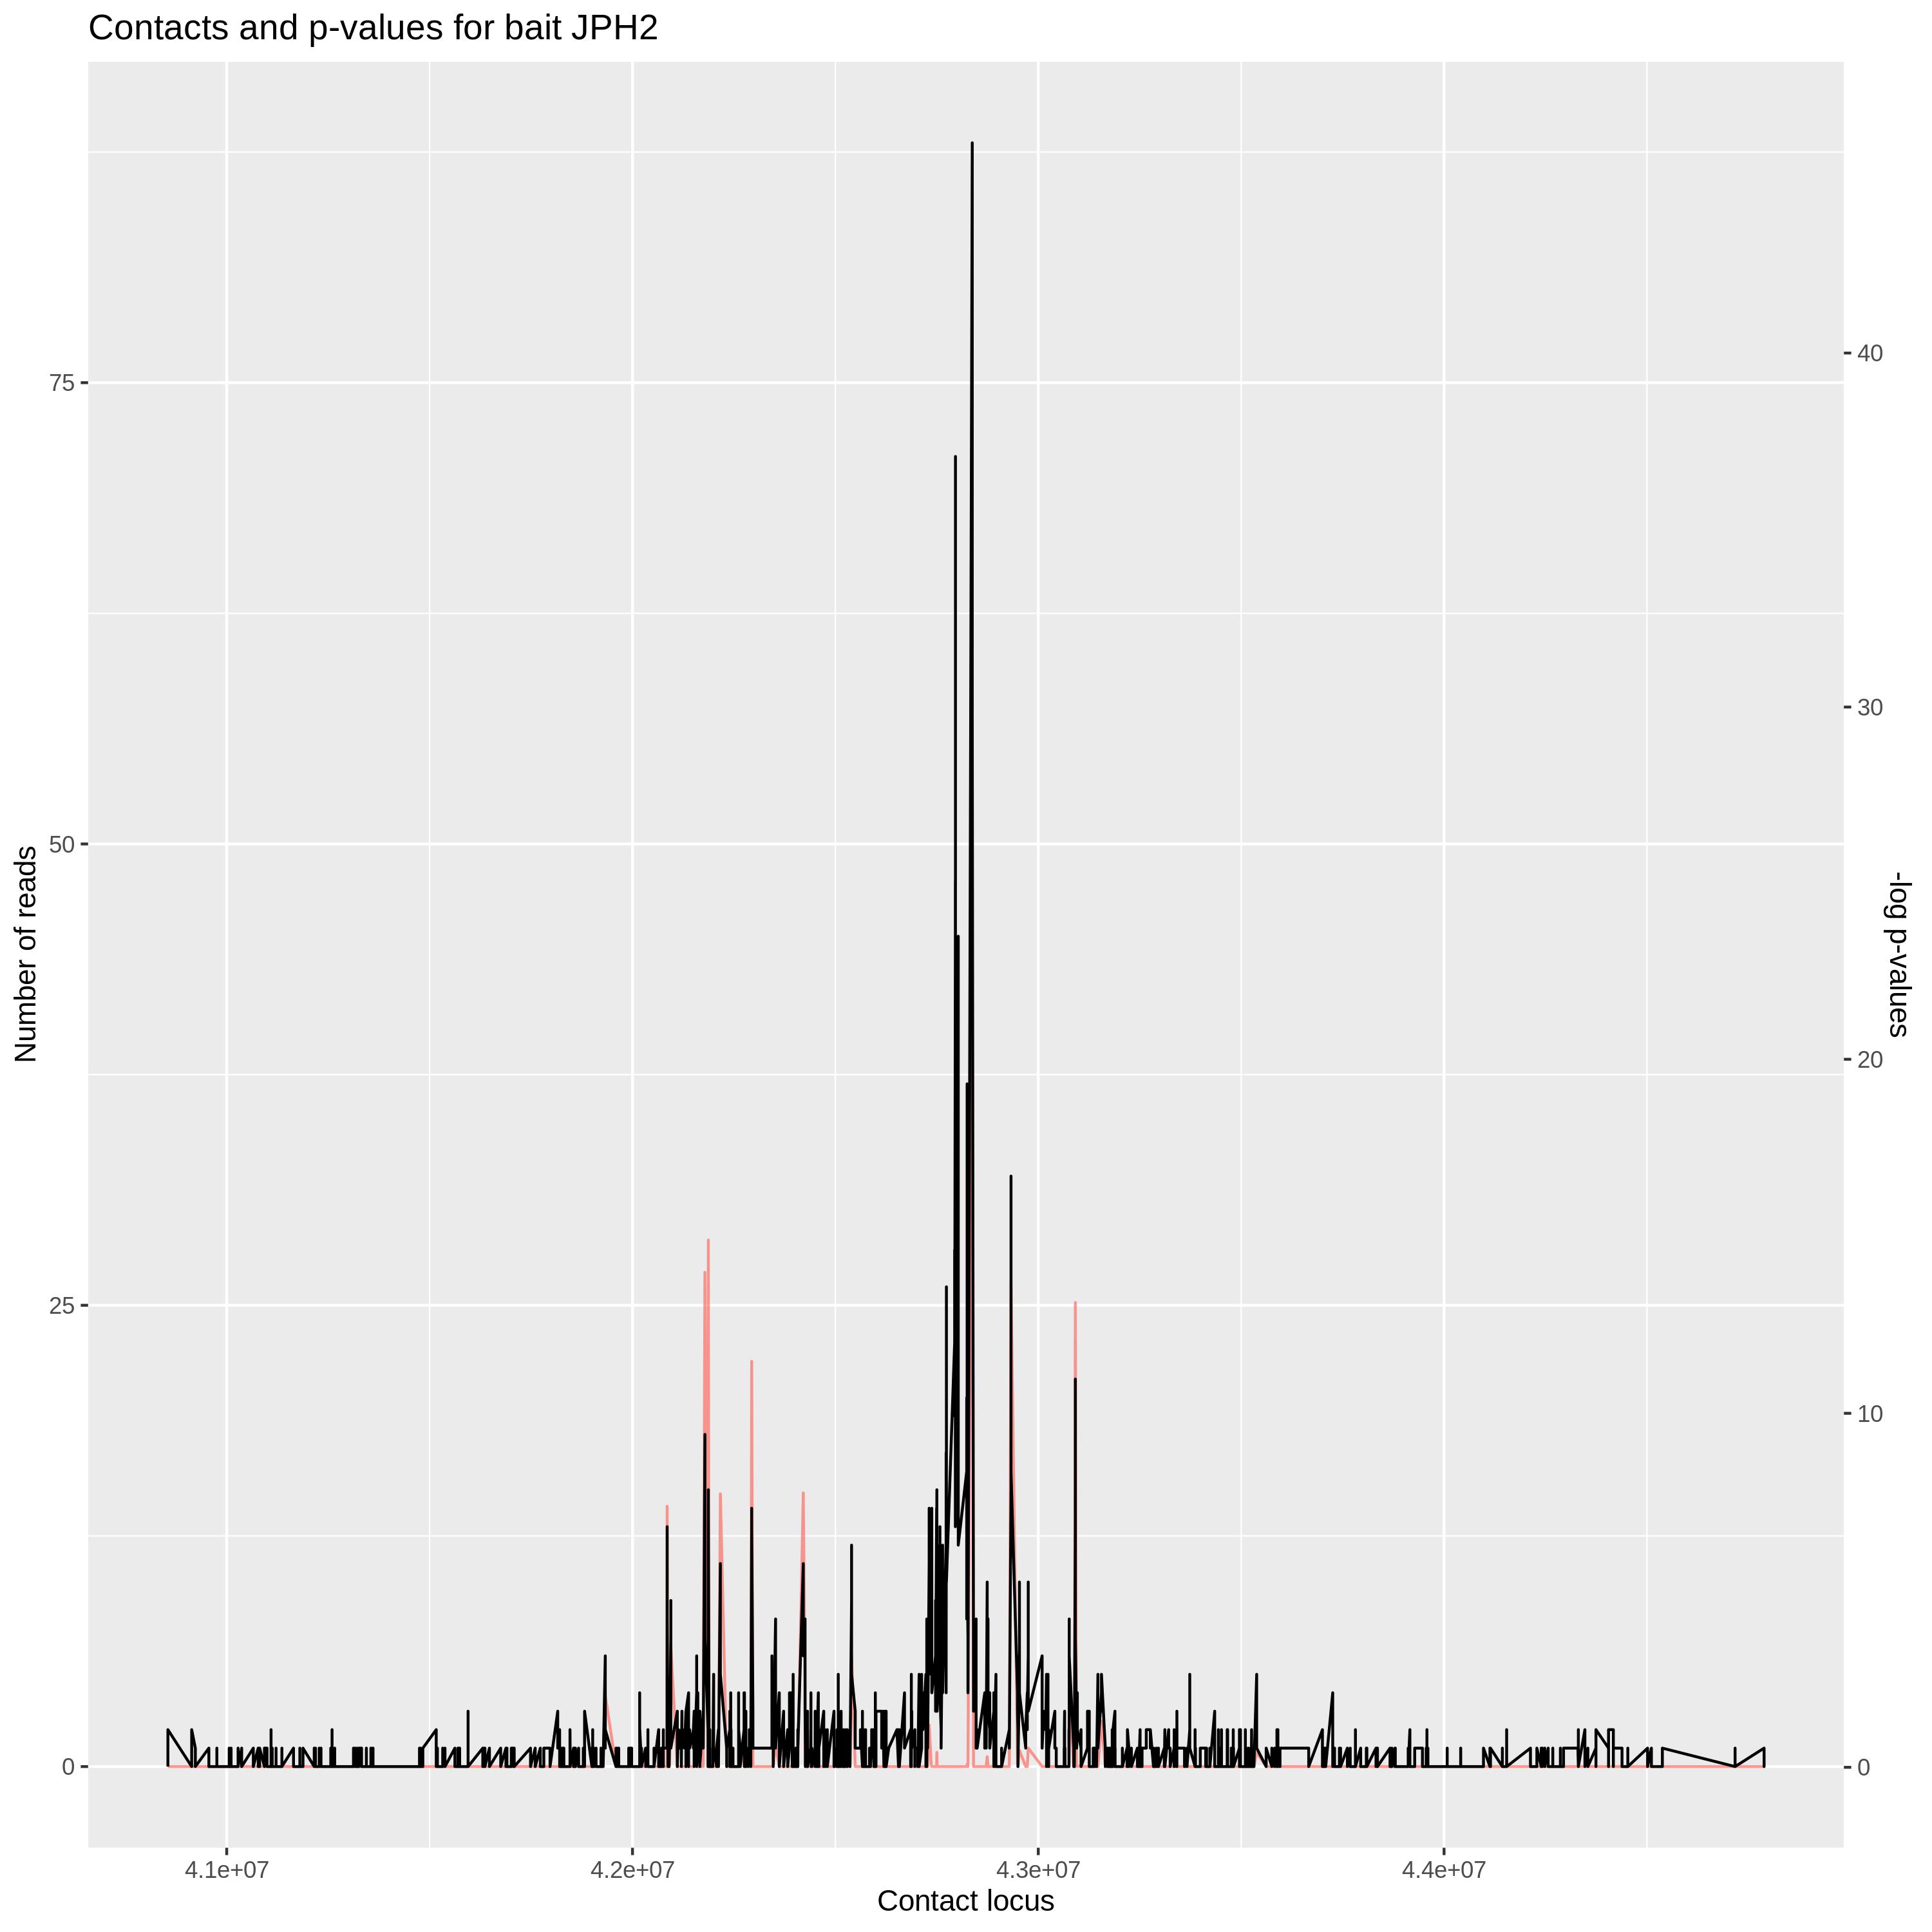 Contacts and p-values for bait JPH2
75
50
25
0
40
30
20
10
0
Number of reads
-log p-values
4.1e+07
4.2e+07
4.3e+07
4.4e+07
Contact locus